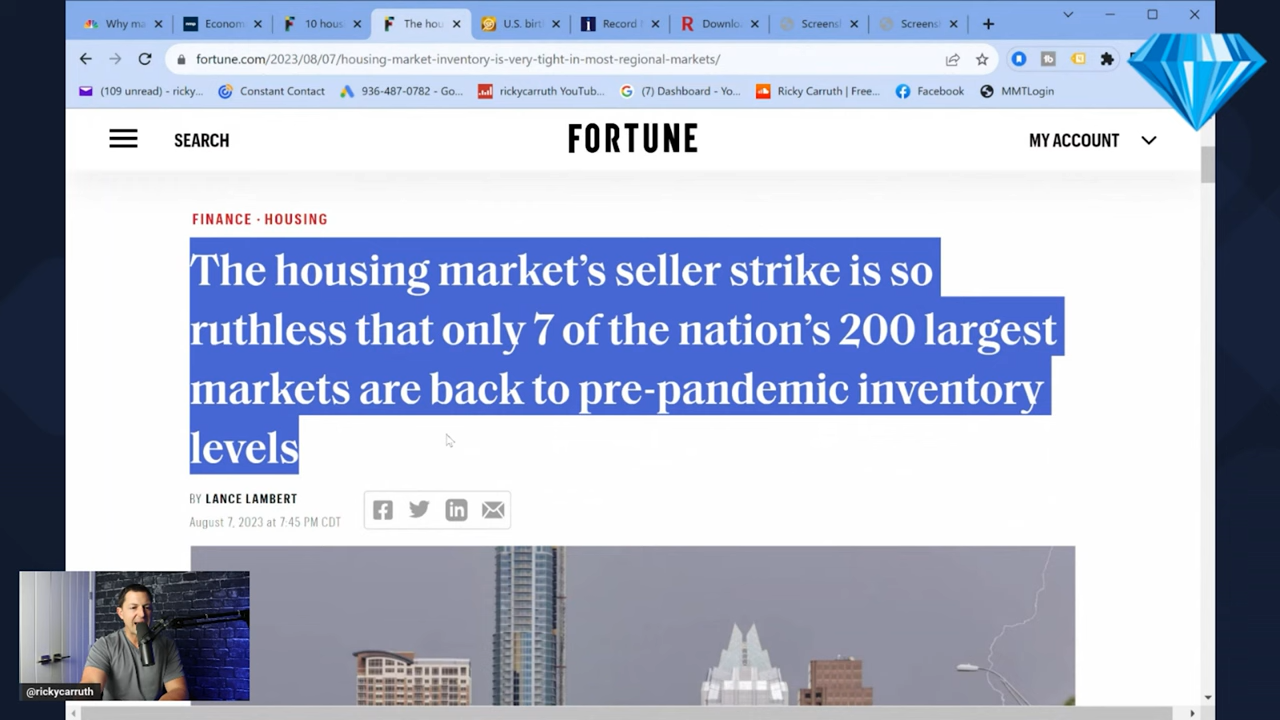 Why ma
Econom
10 hous
The hou
U.S. birt
Record
Downlo
Screens
Screens
fortune.com/2023/08/07/housing-market-inventory-is-very-tight-in-most-regional-markets/
(109 unread) - ricky...
Constant Contact
936-487-0782 - Go...
rickycarruth YouTub...
(7) Dashboard - Yo...
Ricky Carruth | Free...
Facebook
MMTLogin
SEARCH
FORTUNE
MY ACCOUNT
FINANCE · HOUSING
The housing market’s seller strike is so
ruthless that only 7 of the nation’s 200 largest
markets are back to pre-pandemic inventory
levels
BY LANCE LAMBERT
August 7, 2023 at 7:45 PM CDT
@rickycarruth